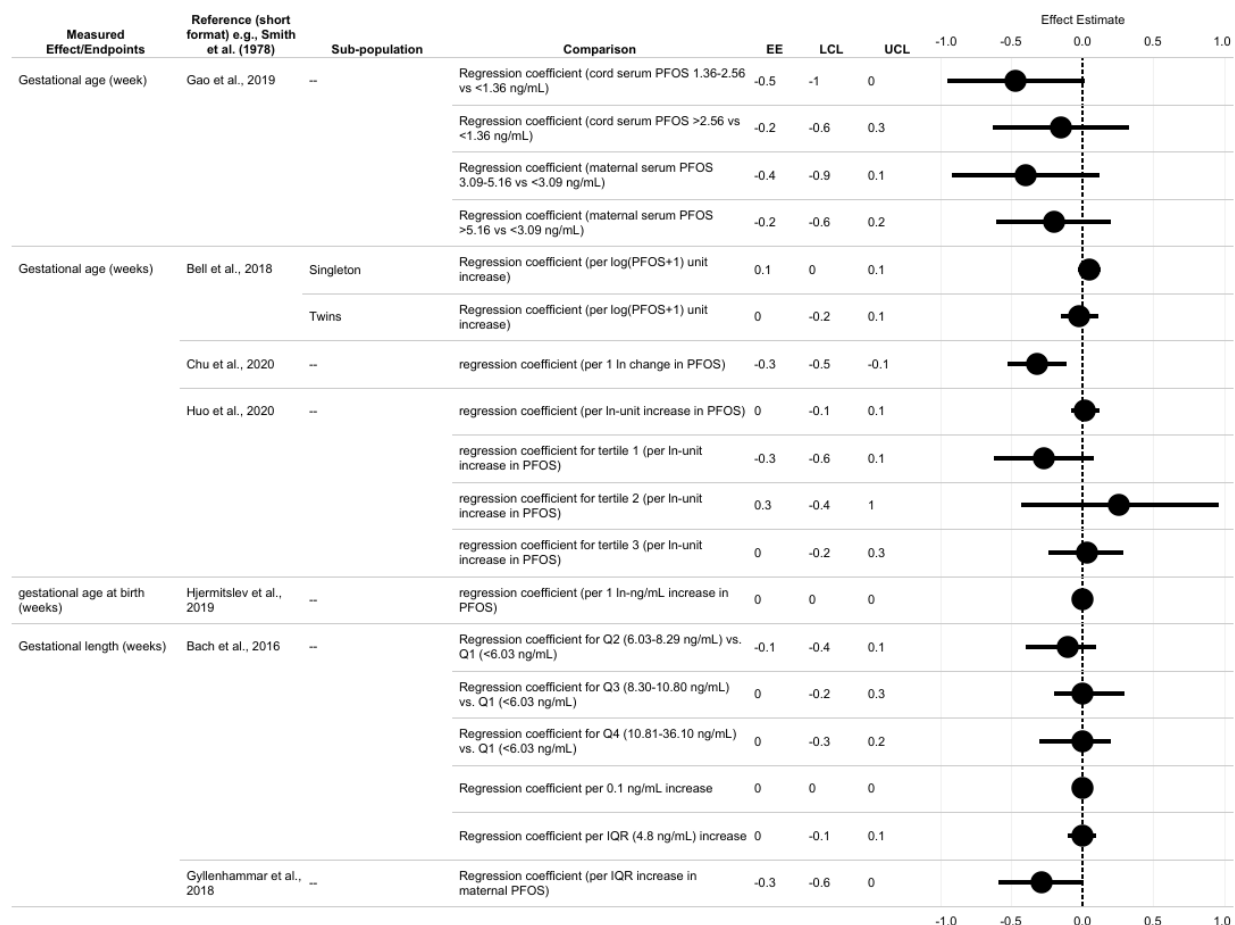 Effect Estimate
Measured
Effect/Endpoints
Reference (short
format) e.g., Smith
et al. (1978)
Sub-population
Comparison
EE
LCL
UCL
-1.0 -0.5 0.0 0.5 1.0
Gestational age (week) Gao et al., 2019 -- Regression coefficient (cord serum PFOS 1.36-2.56 -0.5 -1 0
vs <1.36 ng/mL)
Regression coefficient (cord serum PFOS >2.56 vs -0.2 -0.6 0.3
<1.36 ng/mL)
Regression coefficient (maternal serum PFOS -0.4 -0.9 0.1
3.09-5.16 vs <3.09 ng/mL)
Regression coefficient (maternal serum PFOS -0.2 -0.6 0.2
>5.16 vs <3.09 ng/mL)
Gestational age (weeks) Bell et al., 2018 Singleton Regression coefficient (per log(PFOS+1) unit 0.1 0 0.1
increase)
Twins Regression coefficient (per log(PFOS+1) unit 0 -0.2 0.1
increase)
Chu et al., 2020 -- regression coefficient (per 1 ln change in PFOS) -0.3 -0.5 -0.1
Huo et al., 2020 -- regression coefficient (per ln-unit increase in PFOS) 0 -0.1 0.1
regression coefficient for tertile 1 (per ln-unit -0.3 -0.6 0.1
increase in PFOS)
regression coefficient for tertile 2 (per ln-unit 0.3 -0.4 1
increase in PFOS)
regression coefficient for tertile 3 (per ln-unit 0 -0.2 0.3
increase in PFOS)
gestational age at birth Hjermitslev et al., -- regression coefficient (per 1 ln-ng/mL increase in 0 0 0
(weeks) 2019 PFOS)
Gestational length (weeks) Bach et al., 2016 -- Regression coefficient for Q2 (6.03-8.29 ng/mL) vs. -0.1 -0.4 0.1
Q1 (<6.03 ng/mL)
Regression coefficient for Q3 (8.30-10.80 ng/mL) 0 -0.2 0.3
vs. Q1 (<6.03 ng/mL)
Regression coefficient for Q4 (10.81-36.10 ng/mL) 0 -0.3 0.2
vs. Q1 (<6.03 ng/mL)
Regression coefficient per 0.1 ng/mL increase 0 0 0
Regression coefficient per IQR (4.8 ng/mL) increase 0 -0.1 0.1
Gyllenhammar et al., -- Regression coefficient (per IQR increase in -0.3 -0.6 0
2018 maternal PFOS)
-1.0 -0.5 0.0 0.5 1.0